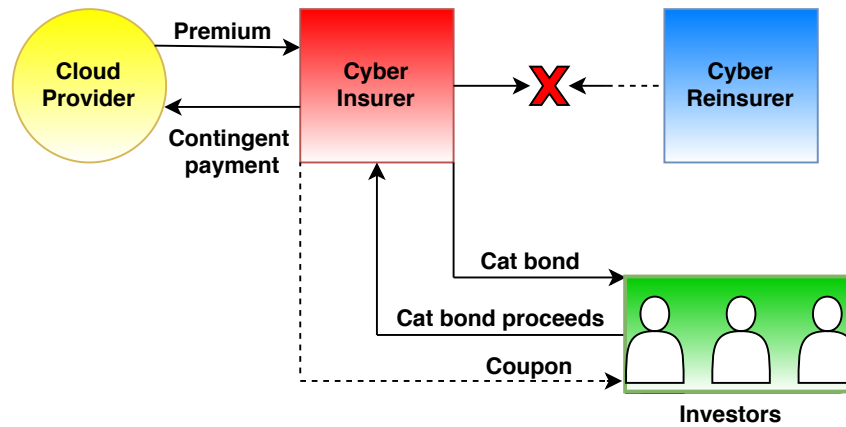 Premium
Cloud
Provider
Cyber
Insurer
X
Cyber
Reinsurer
Contingent
payment
Cat bond
Cat bond proceeds
Coupon
Investors